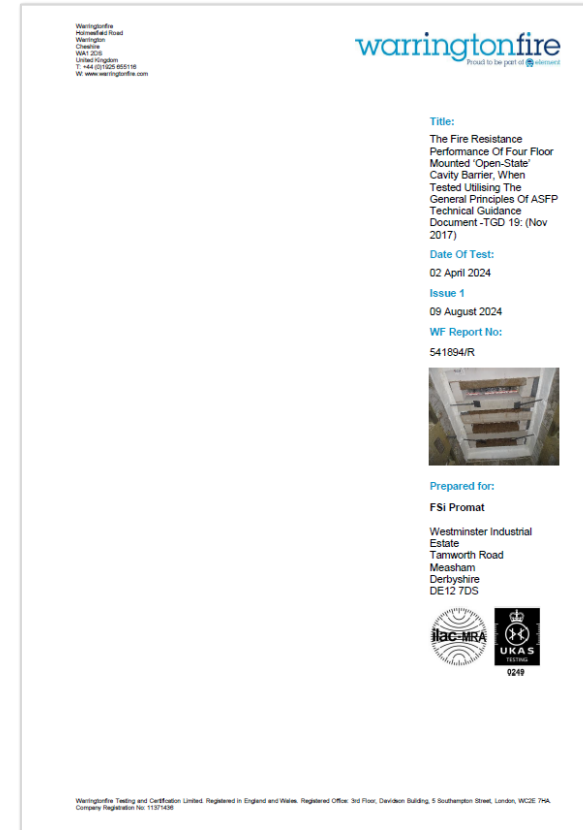 Warringtonfire
Holmesfield Road
Warrington
Cheshire
WA1 2DS
United Kingdom
T: +44 (0)1925 655116
W: www.warringtonfire.com
warringtonfire
Proud to be part of element
Title:
The Fire Resistance
Performance Of Four Floor
Mounted ‘Open-State’
Cavity Barrier, When
Tested Utilising The
General Principles Of ASFP
Technical Guidance
Document -TGD 19: (Nov
2017)
Date Of Test:
02 April 2024
Issue 1
09 August 2024
WF Report No:
541894/R
Prepared for:
FSi Promat
Westminster Industrial
Estate
Tamworth Road
Measham
Derbyshire
DE12 7DS
ilac-MRA
UKAS
TESTING
0249
Warringtonfire Testing and Certification Limited. Registered in England and Wales. Registered Office: 3rd Floor, Davidson Building, 5 Southampton Street, London, WC2E 7HA.
Company Registration No: 11371436